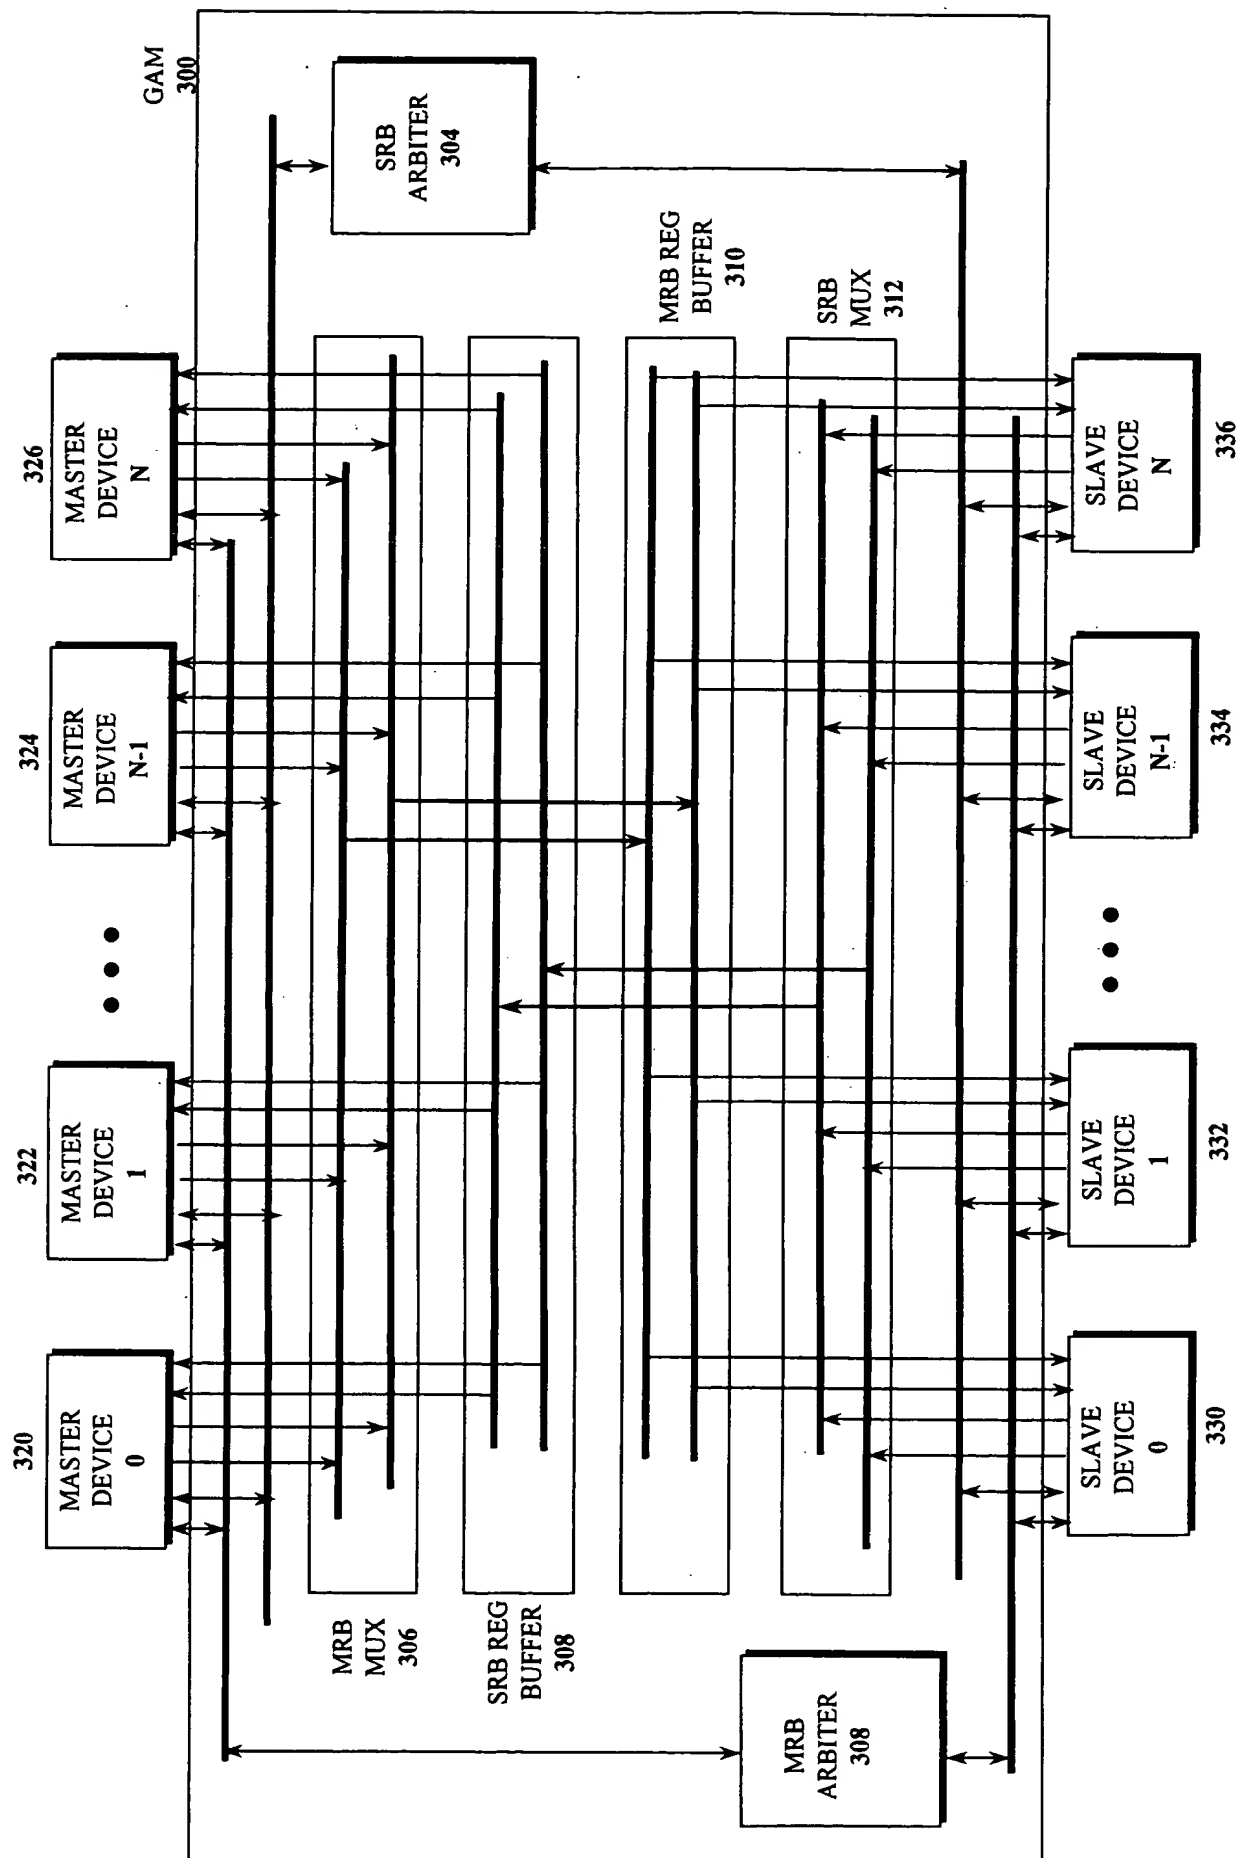 GAM
300
SRB
ARBITER
304
326
MASTER
DEVICE
N
324
MASTER
DEVICE
N-1
322
MASTER
DEVICE
1
320
MASTER
DEVICE
0
MRB
MUX
306
SRB REG
BUFFER
308
MRB REG
BUFFER
310
SRB
MUX
312
MRB
ARBITER
308
SLAVE
DEVICE
N
336
SLAVE
DEVICE
N-1
334
SLAVE
DEVICE
1
332
SLAVE
DEVICE
0
330